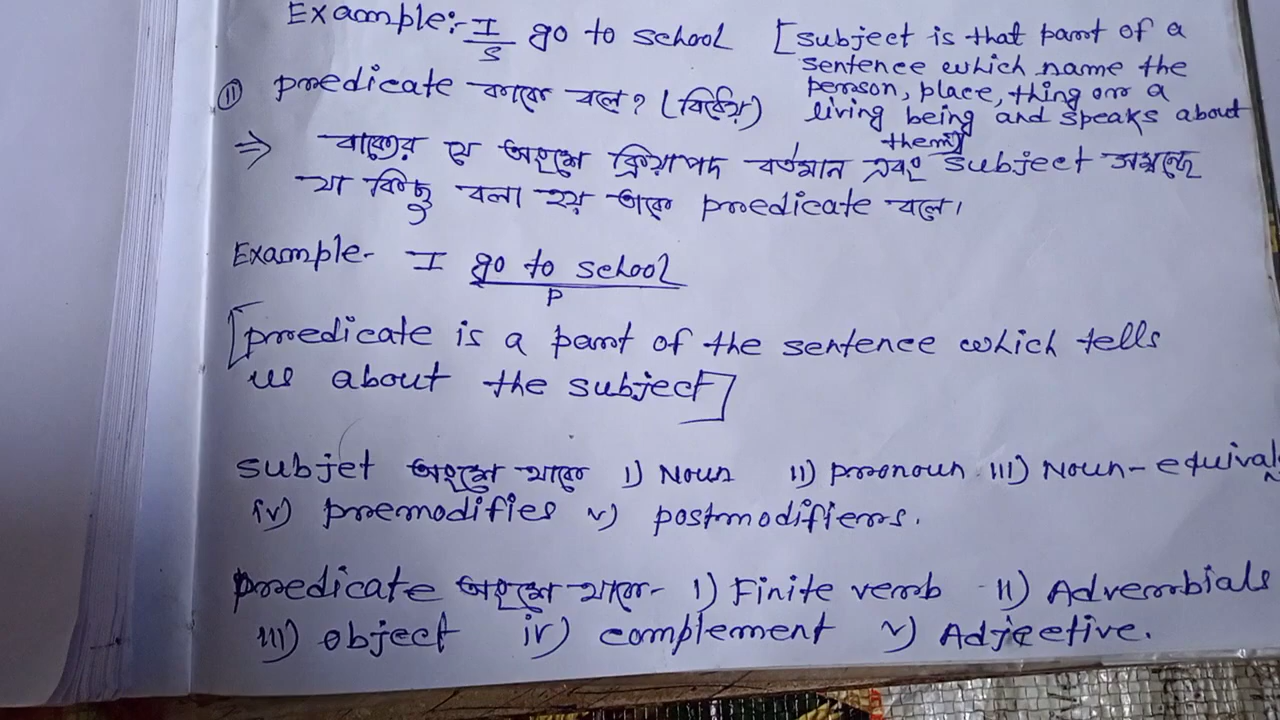 Example:- I go to school [subject is that part of a
S
sentence which name the
ii) predicate কাকে বলে? (বিধেয়) person, place, thing or a
living being and speaks about
them]
⇒ বাক্যের যে অংশে ক্রিয়াপদ বর্তমান এবং subject সম্বন্ধে
যা কিছু বলা হয় তাকে predicate বলে।
Example- I go to school
P
[predicate is a part of the sentence which tells
us about the subject]
subjet অংশে থাকে i) Noun ii) pronoun iii) Noun-equival
iv) premodifies v) postmodifiers.
predicate অংশে থাকে- i) Finite verb ii) Adverbials
iii) object iv) complement v) Adjective.